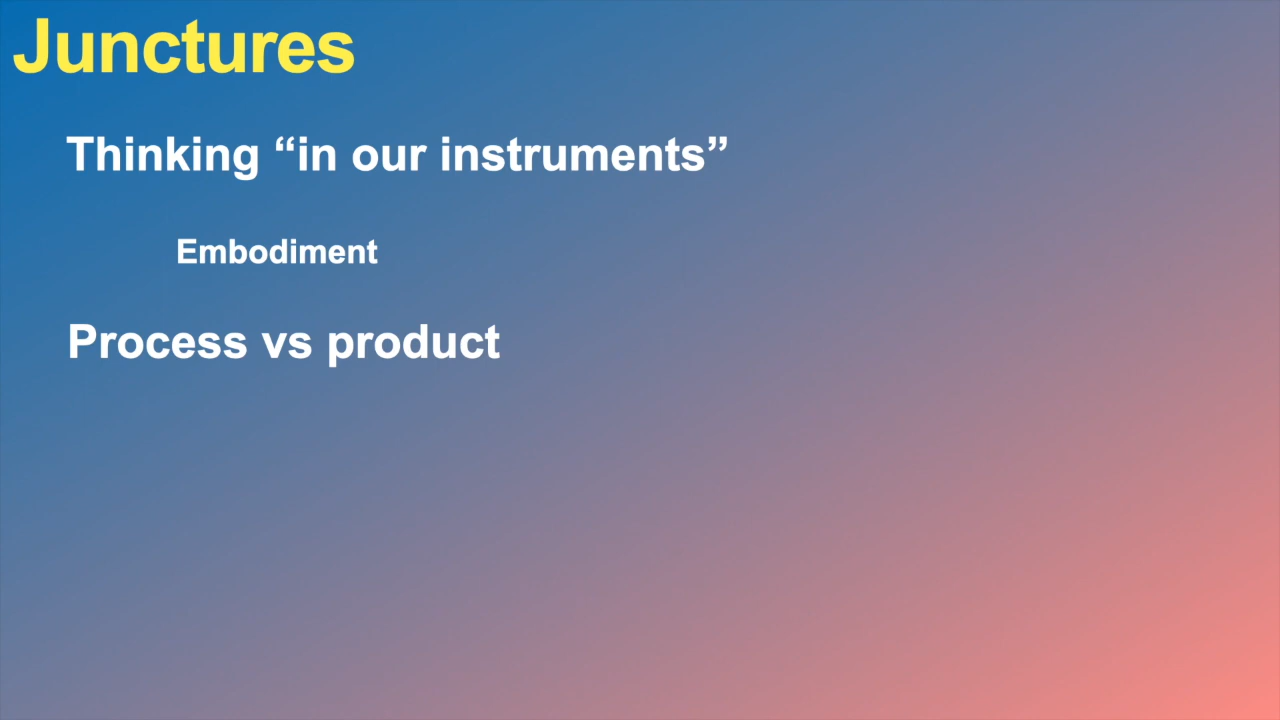 Junctures
Thinking “in our instruments”
Embodiment
Process vs product